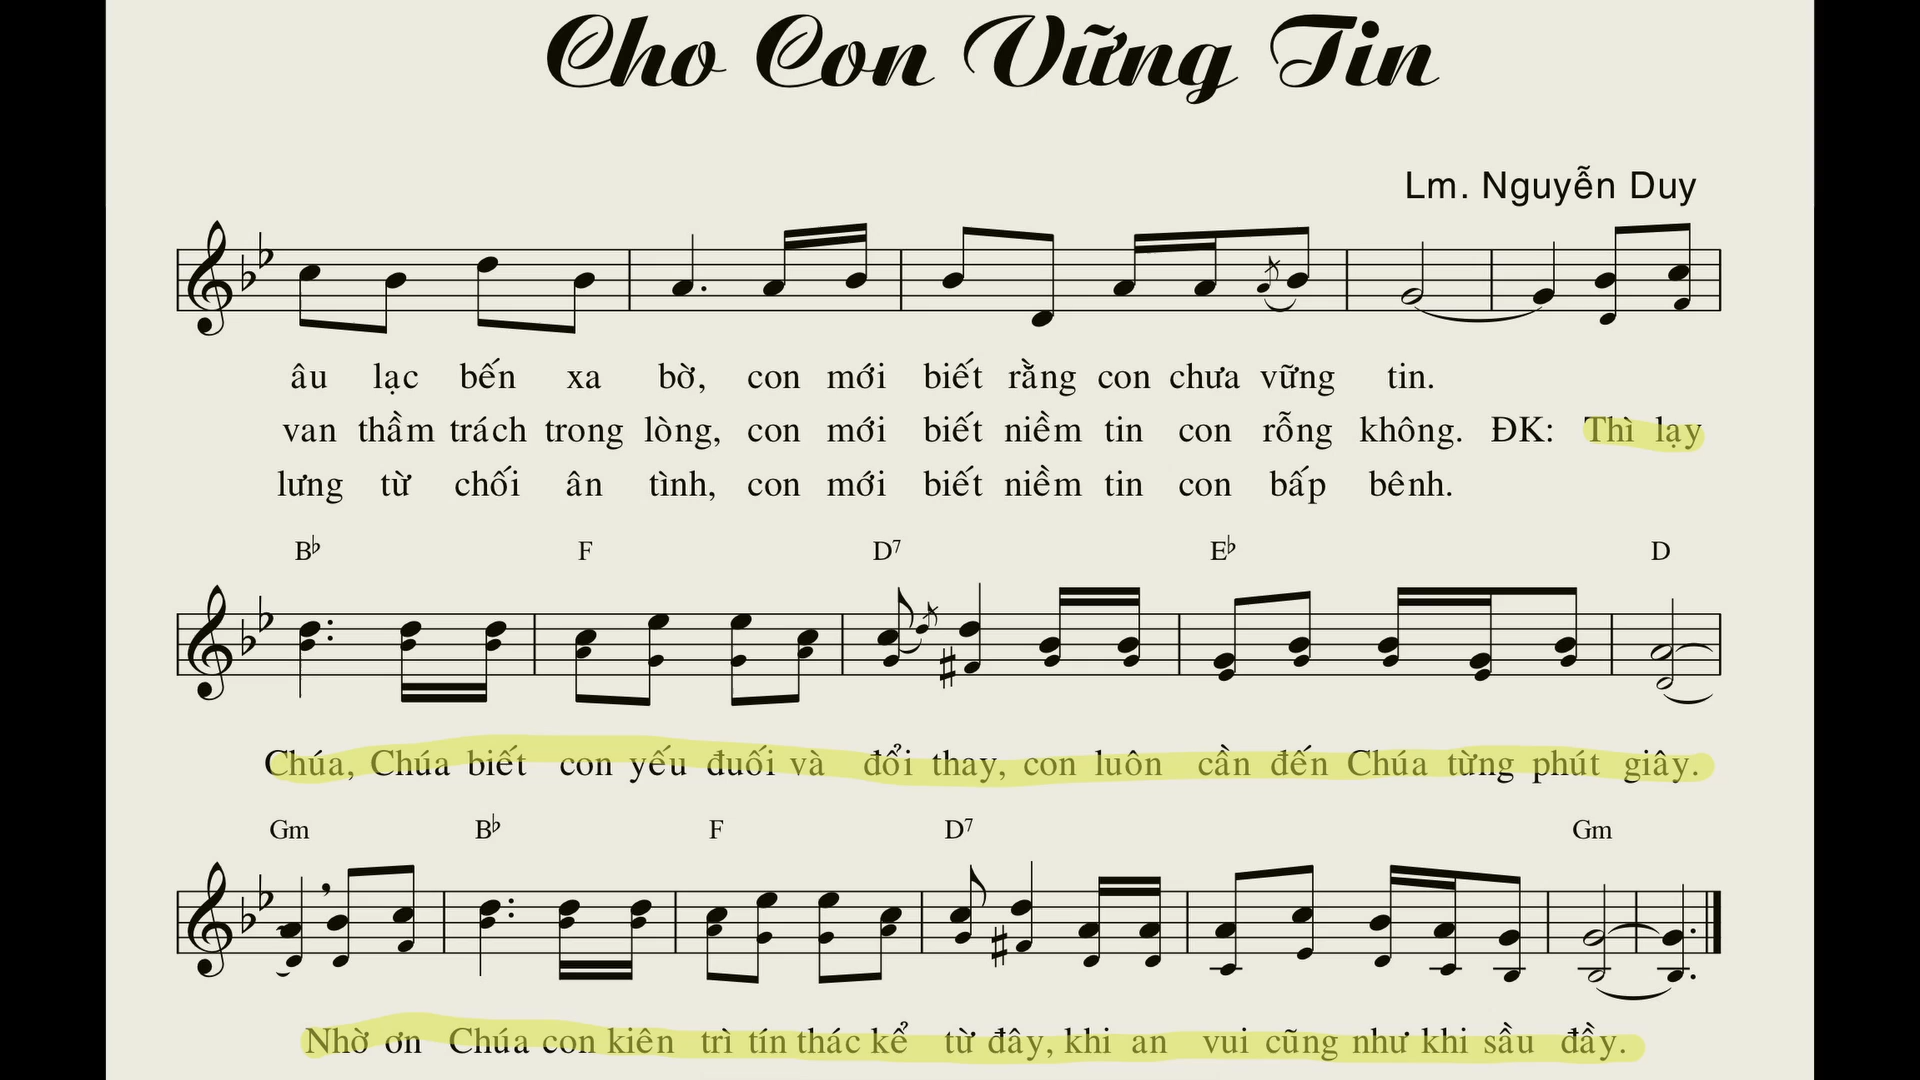 Cho Con Vững Tin
Lm. Nguyễn Duy
âu lạc bến xa bờ, con mới biết rằng con chưa vững tin.
van thầm trách trong lòng, con mới biết niềm tin con rỗng không. ĐK: Thì lạy
lưng từ chối ân tình, con mới biết niềm tin con bấp bênh.
B♭ F D7 E♭ D
Chúa, Chúa biết con yếu đuối và đổi thay, con luôn cần đến Chúa từng phút giây.
Gm B♭ F D7 Gm
Nhờ ơn Chúa con kiên trì tín thác kể từ đây, khi an vui cũng như khi sầu đầy.